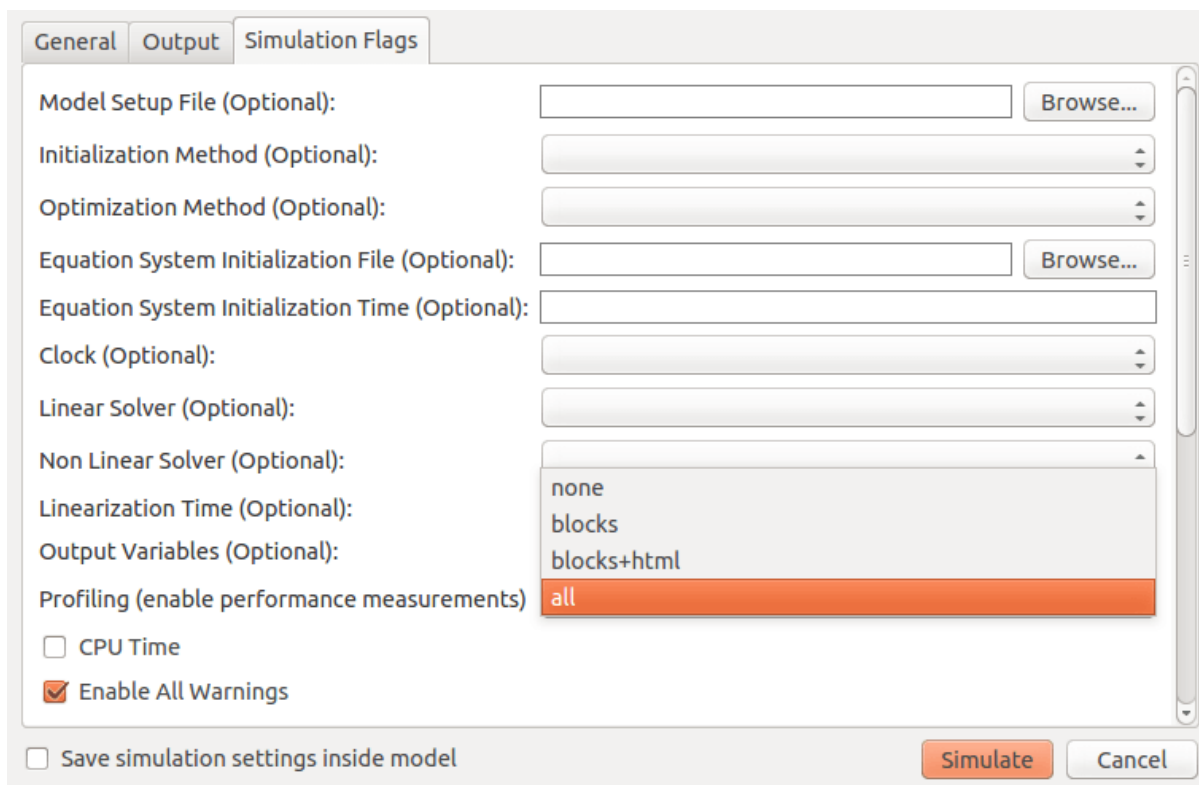 General Output Simulation Flags
Model Setup File (Optional): Browse...
Initialization Method (Optional):
Optimization Method (Optional):
Equation System Initialization File (Optional): Browse...
Equation System Initialization Time (Optional):
Clock (Optional):
Linear Solver (Optional):
Non Linear Solver (Optional):
none
Linearization Time (Optional):
blocks
Output Variables (Optional):
blocks+html
Profiling (enable performance measurements) all
CPU Time
Enable All Warnings
Save simulation settings inside model Simulate Cancel